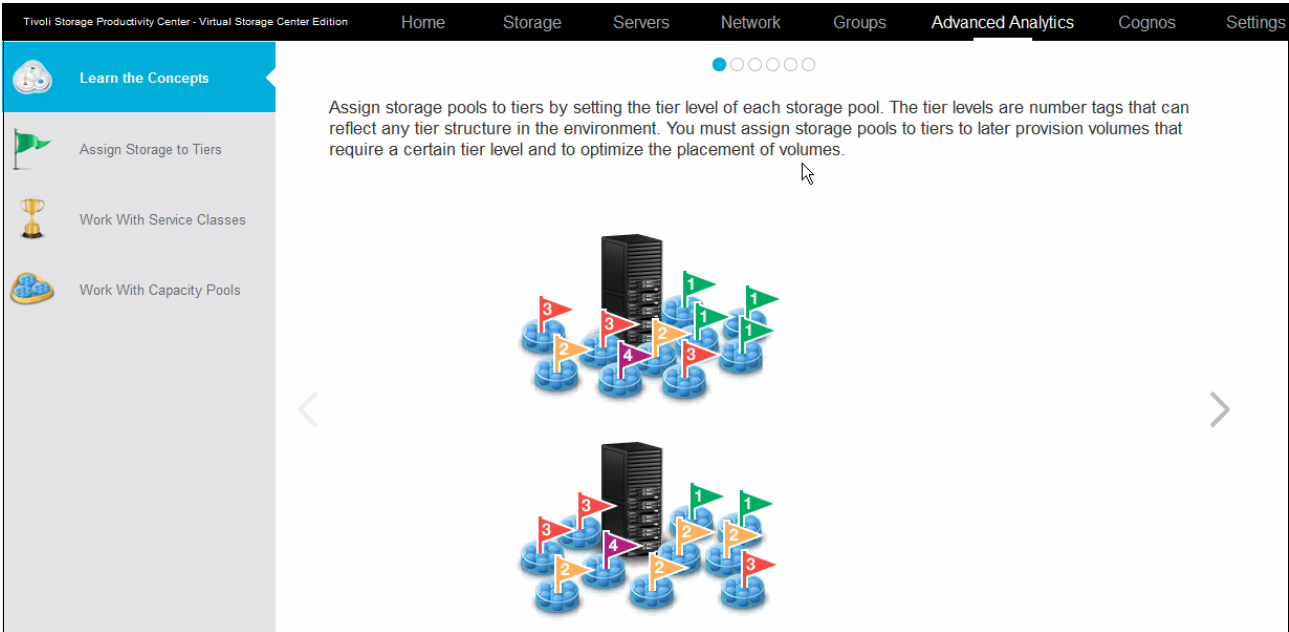 Tivoli Storage Productivity Center - Virtual Storage Center Edition
Home
Storage
Servers
Network
Groups
Advanced Analytics
Cognos
Settings
Learn the Concepts
Assign Storage to Tiers
Work With Service Classes
Work With Capacity Pools
Assign storage pools to tiers by setting the tier level of each storage pool. The tier levels are number tags that can
reflect any tier structure in the environment. You must assign storage pools to tiers to later provision volumes that
require a certain tier level and to optimize the placement of volumes.
1
1
3
1
3
2
1
2
4
3
1
1
3
3
2
2
4
3
2
2